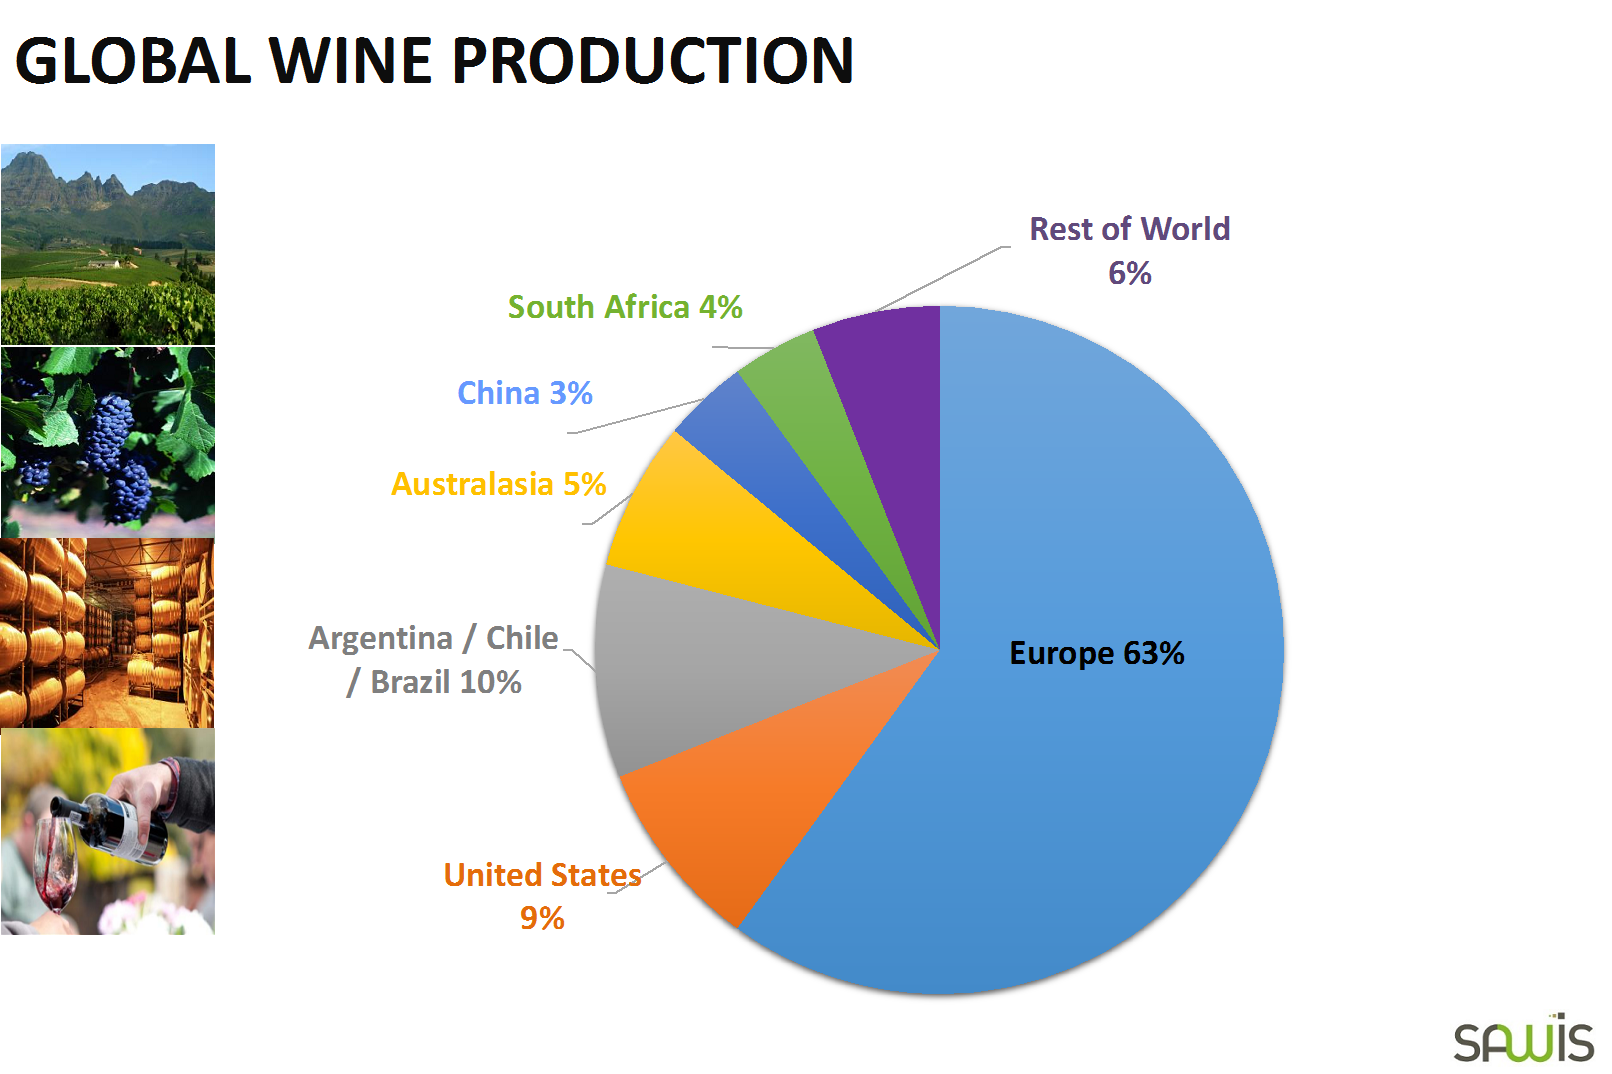 GLOBAL WINE PRODUCTION
Rest of World
6%
South Africa 4%
China 3%
Australasia 5%
Argentina / Chile
/ Brazil 10%
Europe 63%
United States
9%
SAWIS